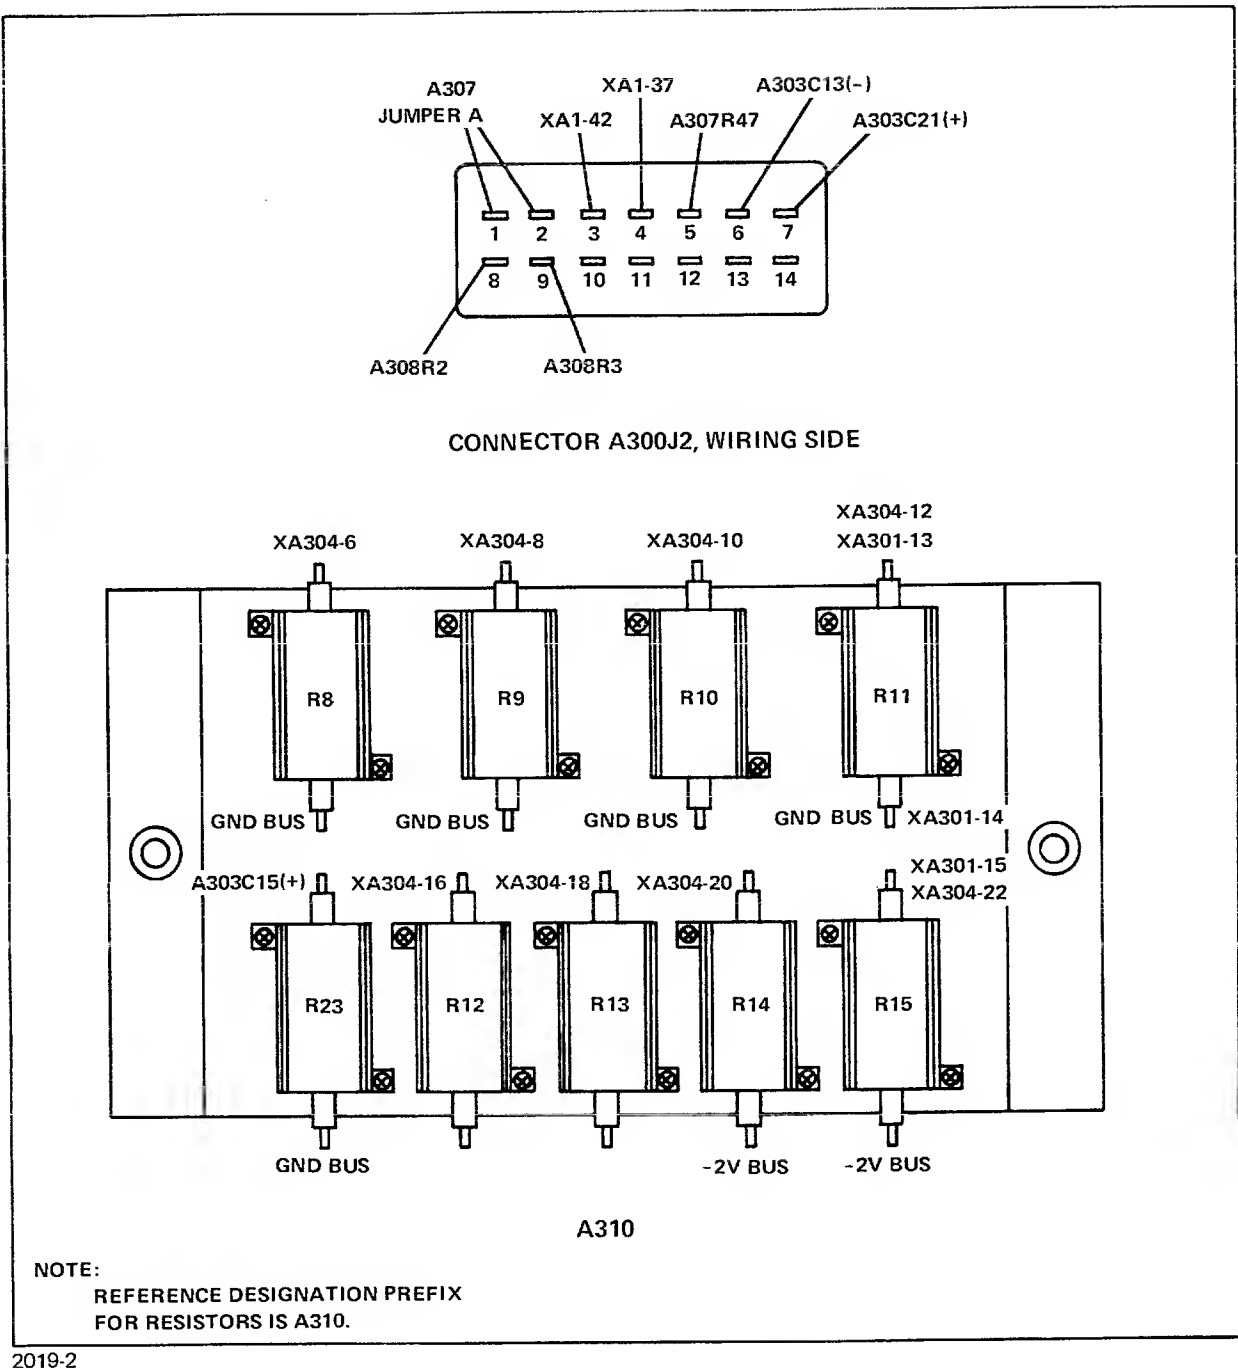 A307
JUMPER A
XA1-42
XA1-37
A307R47
A303C13(-)
A303C21(+)
1 2 3 4 5 6 7
8 9 10 11 12 13 14
A308R2 A308R3
CONNECTOR A300J2, WIRING SIDE
XA304-6 XA304-8 XA304-10 XA304-12
XA301-13
R8 R9 R10 R11
GND BUS GND BUS GND BUS GND BUS XA301-14
A303C15(+) XA304-16 XA304-18 XA304-20 XA301-15
XA304-22
R23 R12 R13 R14 R15
GND BUS -2V BUS -2V BUS
A310
NOTE:
REFERENCE DESIGNATION PREFIX
FOR RESISTORS IS A310.
2019-2